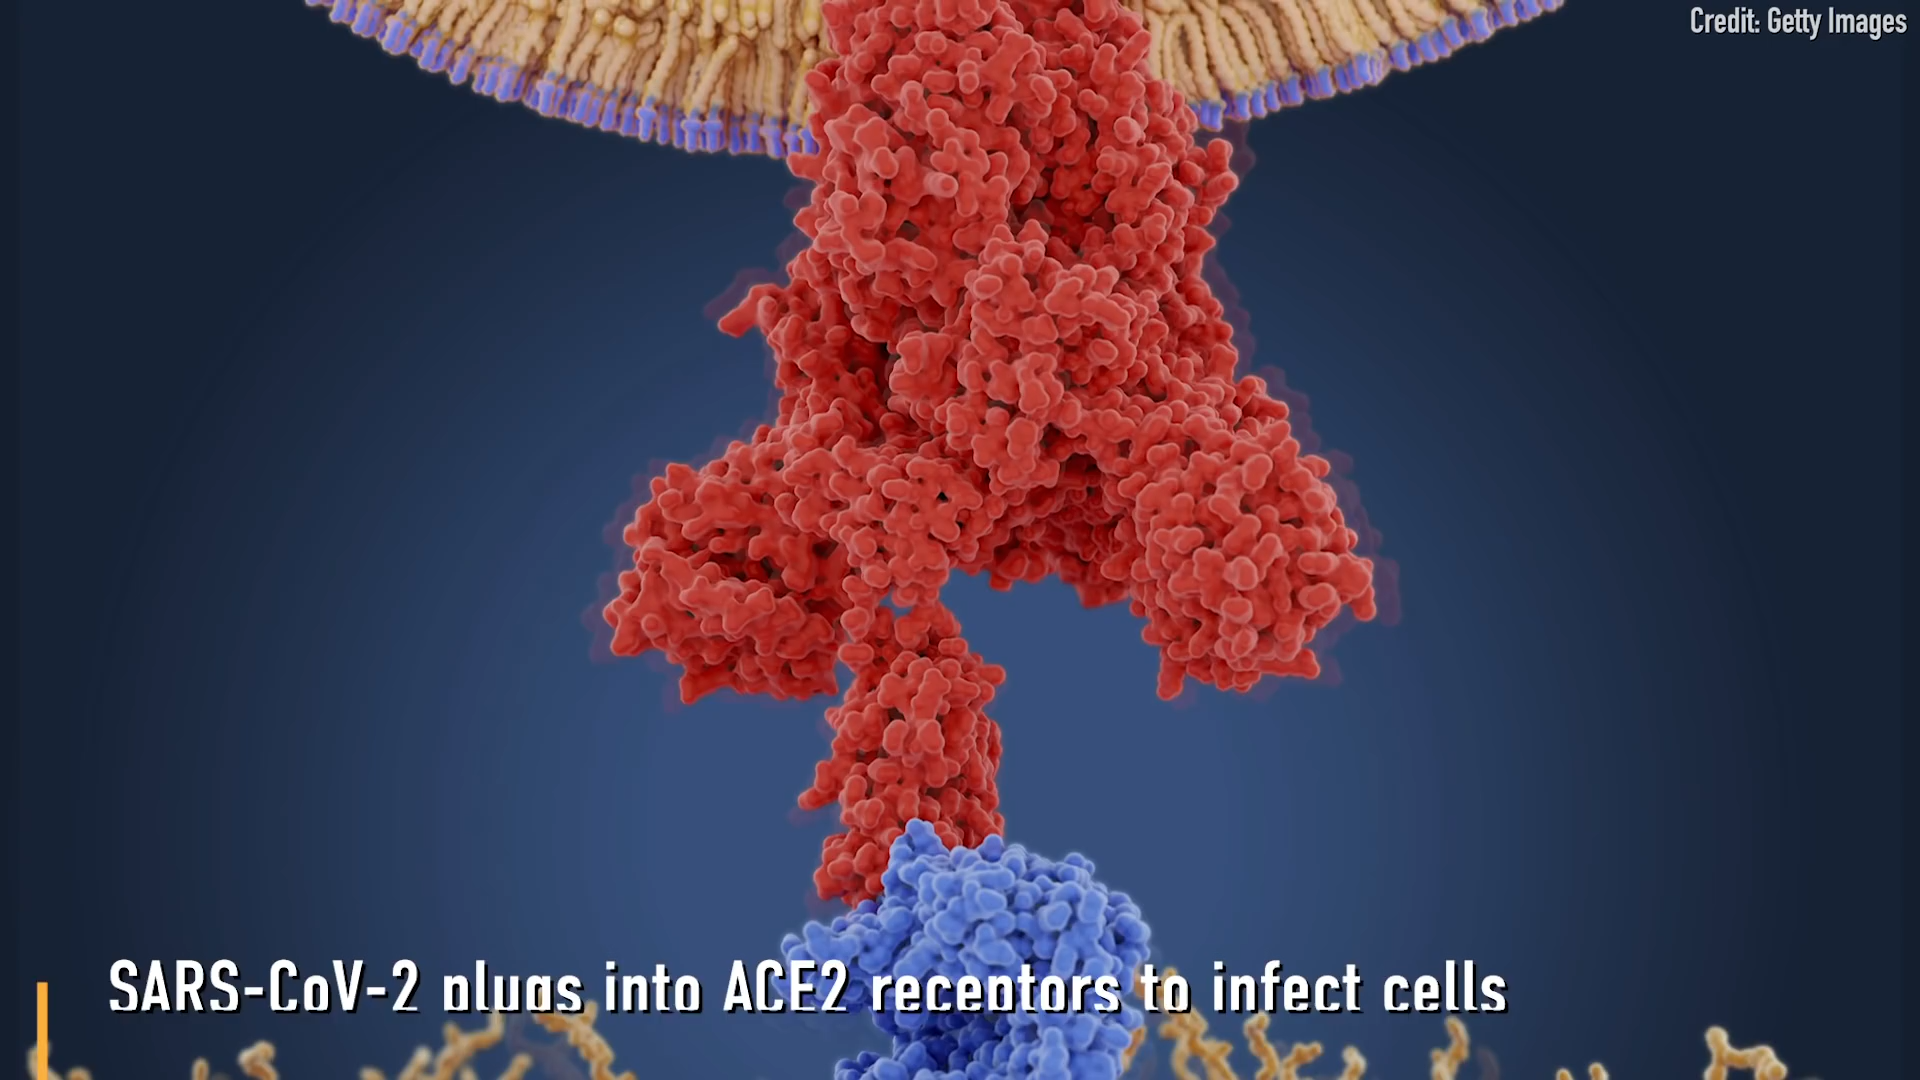 Credit: Getty Images
SARS-CoV-2 plugs into ACE2 receptors to infect cells